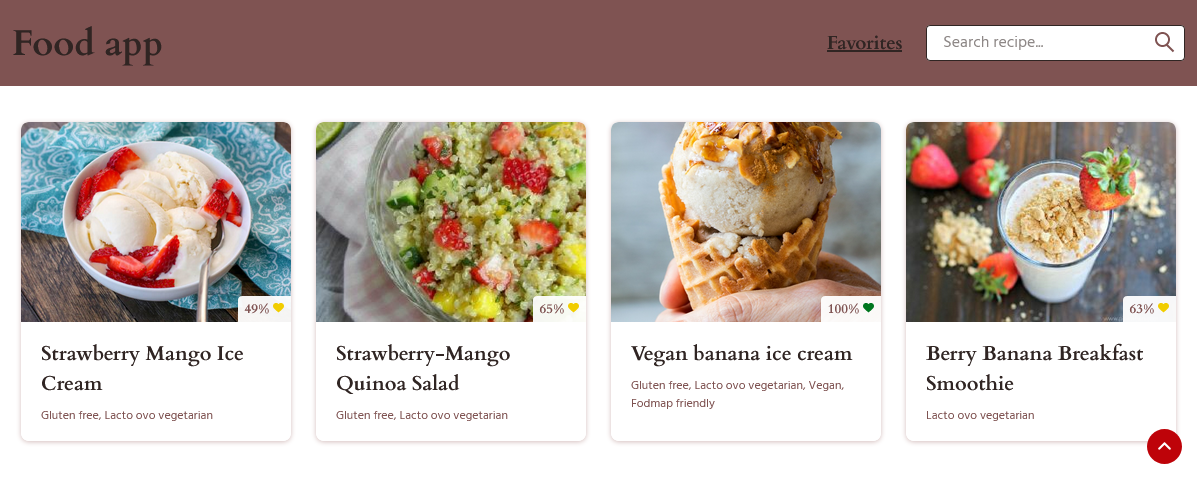 Food app
Favorites
Search recipe...
49%
65%
100%
63%
Strawberry Mango Ice
Cream
Gluten free, Lacto ovo vegetarian
Strawberry-Mango
Quinoa Salad
Gluten free, Lacto ovo vegetarian
Vegan banana ice cream
Gluten free, Lacto ovo vegetarian, Vegan,
Fodmap friendly
Berry Banana Breakfast
Smoothie
Lacto ovo vegetarian